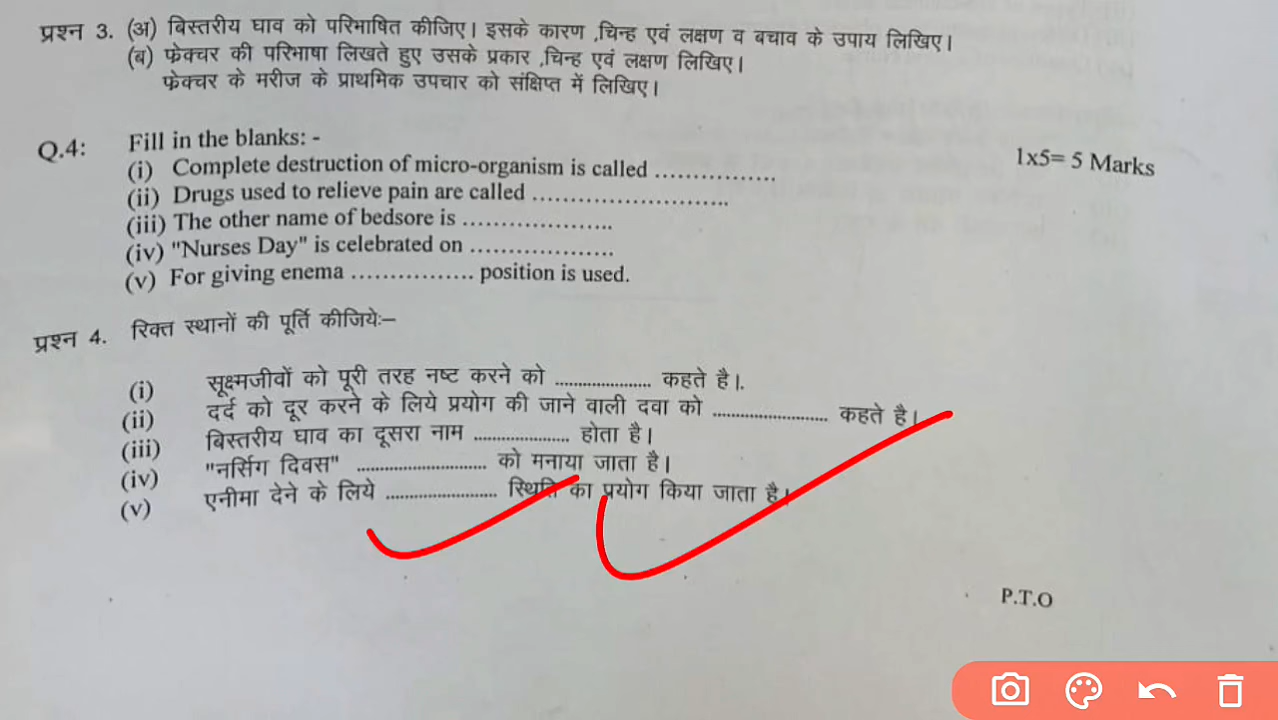 प्रश्न 3. (अ) बिस्तरीय घाव को परिभाषित कीजिए। इसके कारण ,चिन्ह एवं लक्षण व बचाव के उपाय लिखिए।
(ब) फ्रेक्चर की परिभाषा लिखते हुए उसके प्रकार ,चिन्ह एवं लक्षण लिखिए।
फ्रेक्चर के मरीज के प्राथमिक उपचार को संक्षिप्त में लिखिए।
Q.4: Fill in the blanks: - 1x5= 5 Marks
(i) Complete destruction of micro-organism is called ................
(ii) Drugs used to relieve pain are called ..........................
(iii) The other name of bedsore is ....................
(iv) "Nurses Day" is celebrated on ...................
(v) For giving enema ................ position is used.
प्रश्न 4. रिक्त स्थानों की पूर्ति कीजियेः–
(i) सूक्ष्मजीवों को पूरी तरह नष्ट करने को ...................... कहते है।.
(ii) दर्द को दूर करने के लिये प्रयोग की जाने वाली दवा को .......................... कहते है।
(iii) बिस्तरीय घाव का दूसरा नाम ...................... होता है।
(iv) "नर्सिग दिवस" ............................. को मनाया जाता है।
(v) एनीमा देने के लिये ......................... स्थिति का प्रयोग किया जाता है।
P.T.O